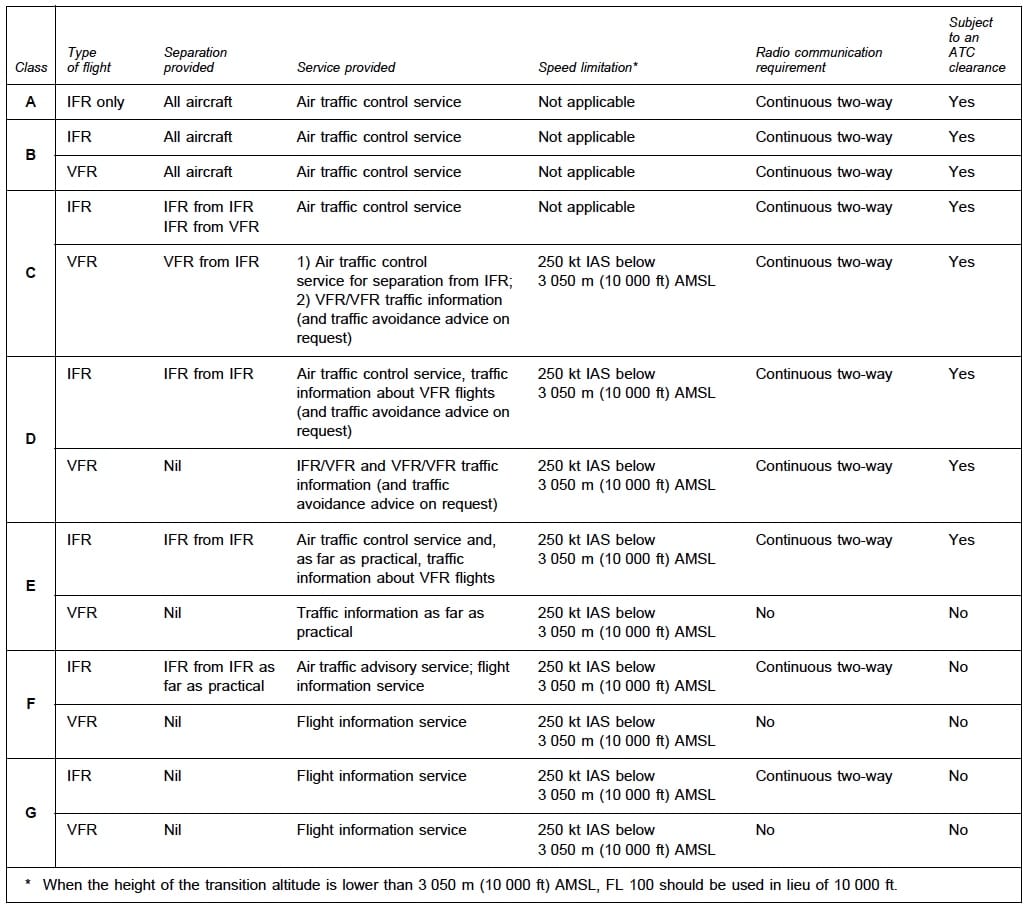 Class
Type
of flight
Separation
provided
Service provided
Speed limitation*
Radio communication
requirement
Subject
to an
ATC
clearance
A
IFR only
All aircraft
Air traffic control service
Not applicable
Continuous two-way
Yes
B
IFR
All aircraft
Air traffic control service
Not applicable
Continuous two-way
Yes
VFR
All aircraft
Air traffic control service
Not applicable
Continuous two-way
Yes
C
IFR
IFR from IFR
IFR from VFR
Air traffic control service
Not applicable
Continuous two-way
Yes
VFR
VFR from IFR
1) Air traffic control
service for separation from IFR;
2) VFR/VFR traffic information
(and traffic avoidance advice on
request)
250 kt IAS below
3 050 m (10 000 ft) AMSL
Continuous two-way
Yes
D
IFR
IFR from IFR
Air traffic control service, traffic
information about VFR flights
(and traffic avoidance advice on
request)
250 kt IAS below
3 050 m (10 000 ft) AMSL
Continuous two-way
Yes
VFR
Nil
IFR/VFR and VFR/VFR traffic
information (and traffic
avoidance advice on request)
250 kt IAS below
3 050 m (10 000 ft) AMSL
Continuous two-way
Yes
E
IFR
IFR from IFR
Air traffic control service and,
as far as practical, traffic
information about VFR flights
250 kt IAS below
3 050 m (10 000 ft) AMSL
Continuous two-way
Yes
VFR
Nil
Traffic information as far as
practical
250 kt IAS below
3 050 m (10 000 ft) AMSL
No
No
F
IFR
IFR from IFR as
far as practical
Air traffic advisory service; flight
information service
250 kt IAS below
3 050 m (10 000 ft) AMSL
Continuous two-way
No
VFR
Nil
Flight information service
250 kt IAS below
3 050 m (10 000 ft) AMSL
No
No
G
IFR
Nil
Flight information service
250 kt IAS below
3 050 m (10 000 ft) AMSL
Continuous two-way
No
VFR
Nil
Flight information service
250 kt IAS below
3 050 m (10 000 ft) AMSL
No
No
* When the height of the transition altitude is lower than 3 050 m (10 000 ft) AMSL, FL 100 should be used in lieu of 10 000 ft.